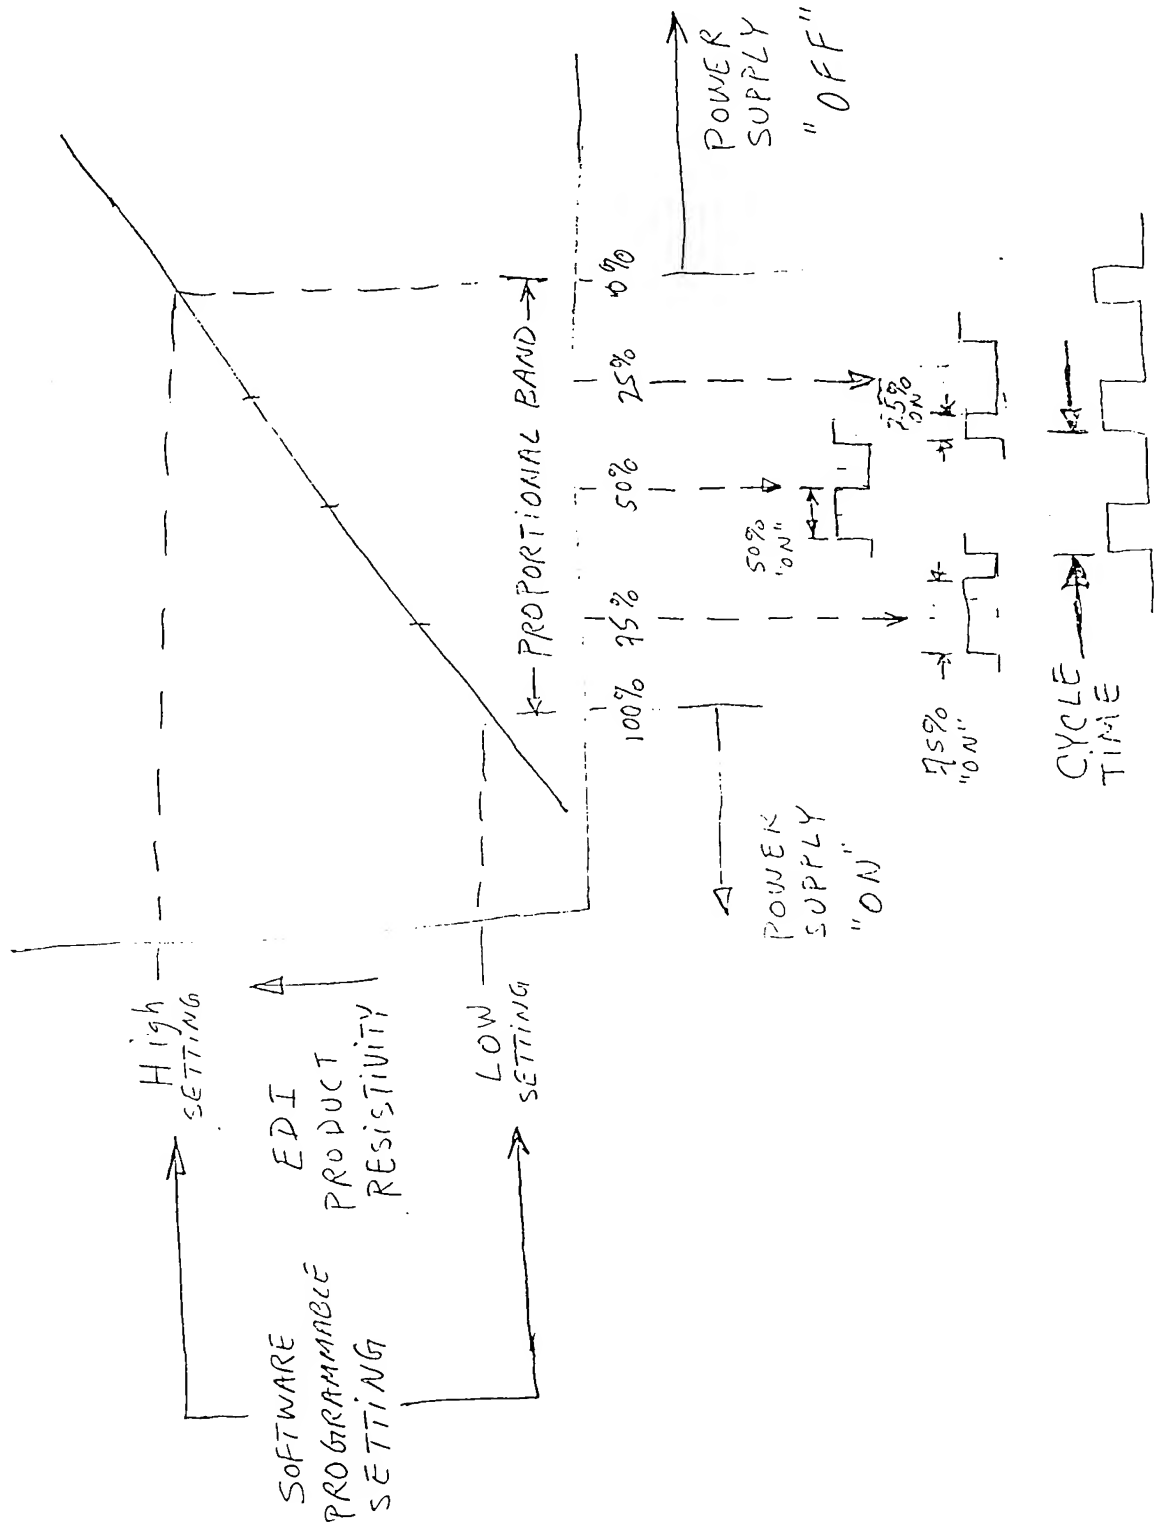 SOFTWARE
PROGRAMMABLE
SETTING
High
SETTING
EDI
PRODUCT
RESISTIVITY
LOW
SETTING
PROPORTIONAL BAND
100%
75%
50%
25%
0%
POWER
SUPPLY
"ON"
POWER
SUPPLY
"OFF"
75%
"ON"
50%
"ON"
25%
ON
CYCLE
TIME